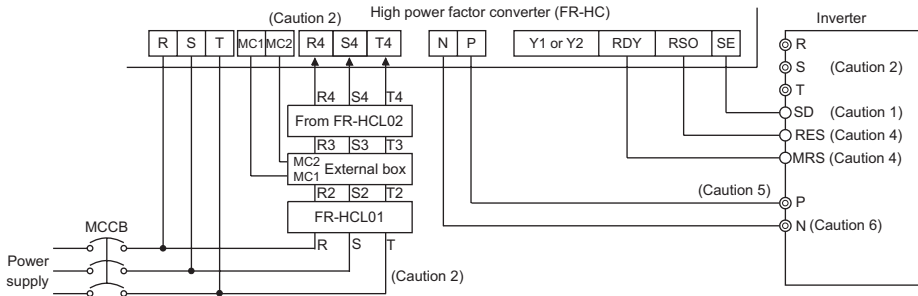 High power factor converter (FR-HC)
Inverter
(Caution 2)
R S T MC1 MC2 R4 S4 T4 N P Y1 or Y2 RDY RSO SE
R
S (Caution 2)
T
R4 S4 T4
SD (Caution 1)
From FR-HCL02
RES (Caution 4)
R3 S3 T3
MRS (Caution 4)
MC2
External box
MC1
R2 S2 T2
(Caution 5)
P
FR-HCL01
N (Caution 6)
MCCB
R S T
Power
supply
(Caution 2)